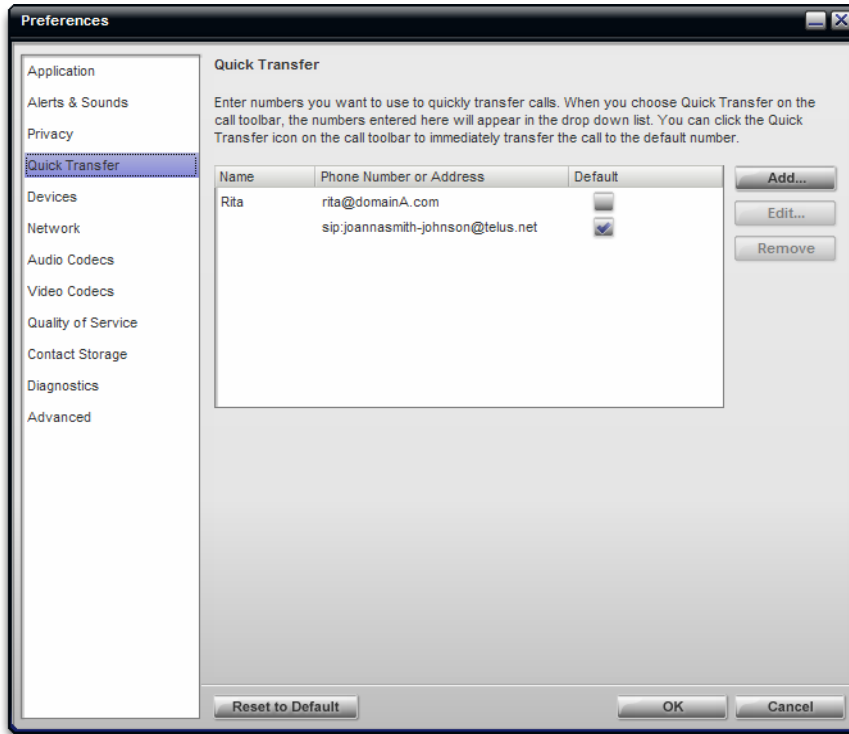 Preferences
Application
Alerts & Sounds
Privacy
Quick Transfer
Devices
Network
Audio Codecs
Video Codecs
Quality of Service
Contact Storage
Diagnostics
Advanced
Quick Transfer
Enter numbers you want to use to quickly transfer calls. When you choose Quick Transfer on the
call toolbar, the numbers entered here will appear in the drop down list. You can click the Quick
Transfer icon on the call toolbar to immediately transfer the call to the default number.
Name Phone Number or Address Default
Rita rita@domainA.com
sip:joannasmith-johnson@telus.net
Add...
Edit...
Remove
Reset to Default OK Cancel